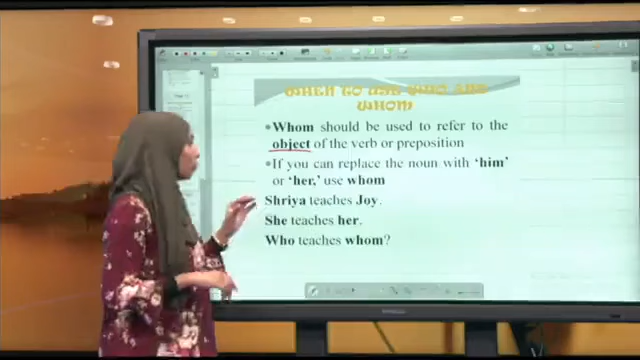 WHEN TO USE WHO AND
WHOM
•Whom should be used to refer to the
object of the verb or preposition
•If you can replace the noun with ‘him’
or ‘her,’ use whom
Shriya teaches Joy.
She teaches her.
Who teaches whom?